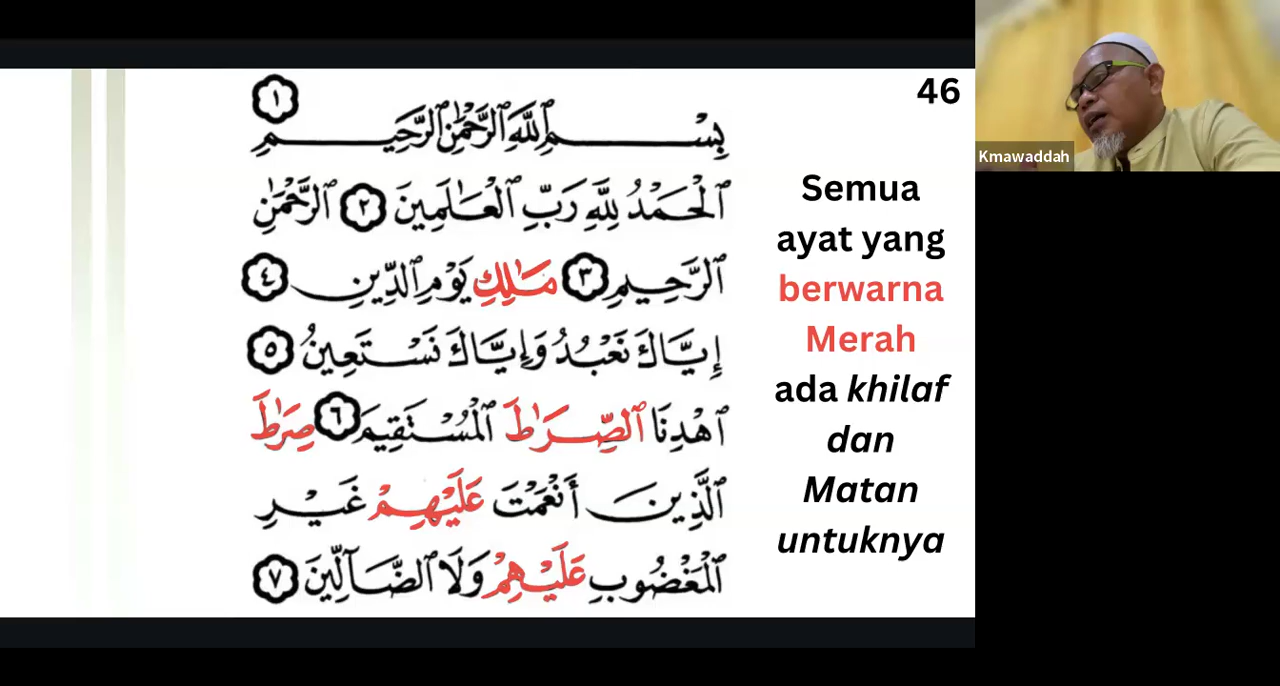 بِسْمِ ٱللَّهِ ٱلرَّحْمَٰنِ ٱلرَّحِيمِ ١
ٱلْحَمْدُ لِلَّهِ رَبِّ ٱلْعَٰلَمِينَ ٢ ٱلرَّحْمَٰنِ
ٱلرَّحِيمِ ٣ مَٰلِكِ يَوْمِ ٱلدِّينِ ٤
إِيَّاكَ نَعْبُدُ وَإِيَّاكَ نَسْتَعِينُ ٥
ٱهْدِنَا ٱلصِّرَٰطَ ٱلْمُسْتَقِيمَ ٦ صِرَٰطَ
ٱلَّذِينَ أَنْعَمْتَ عَلَيْهِمْ غَيْرِ
ٱلْمَغْضُوبِ عَلَيْهِمْ وَلَا ٱلضَّآلِّينَ ٧
46
Semua
ayat yang
berwarna
Merah
ada khilaf
dan
Matan
untuknya
Kmawaddah